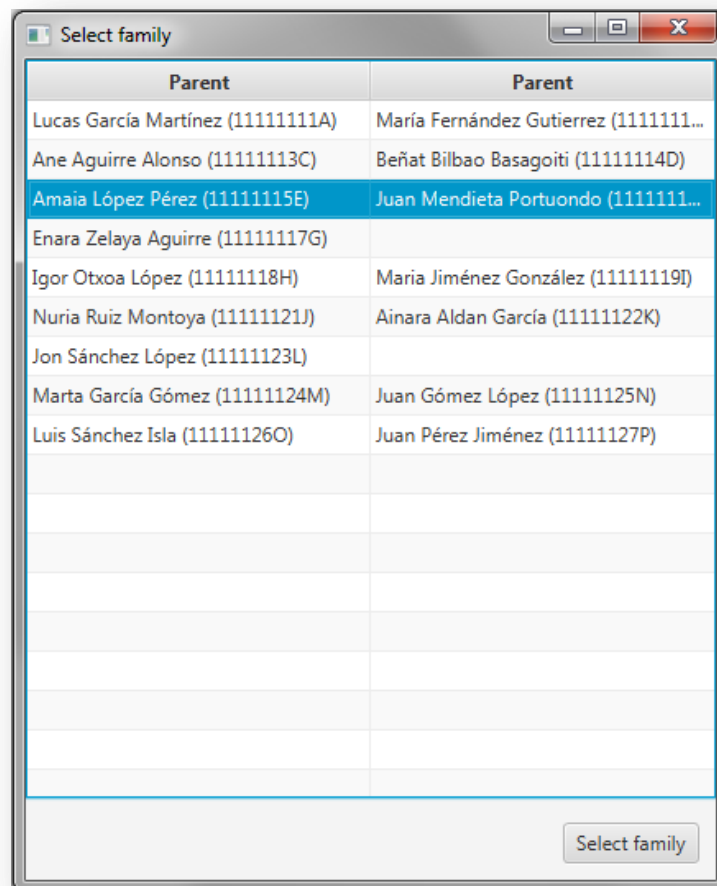 Select family
Parent Parent
Lucas García Martínez (11111111A) María Fernández Gutierrez (1111111...
Ane Aguirre Alonso (11111113C) Beñat Bilbao Basagoiti (11111114D)
Amaia López Pérez (11111115E) Juan Mendieta Portuondo (1111111...
Enara Zelaya Aguirre (11111117G)
Igor Otxoa López (11111118H) Maria Jiménez González (11111119I)
Nuria Ruiz Montoya (11111121J) Ainara Aldan García (11111122K)
Jon Sánchez López (11111123L)
Marta García Gómez (11111124M) Juan Gómez López (11111125N)
Luis Sánchez Isla (11111126O) Juan Pérez Jiménez (11111127P)
Select family